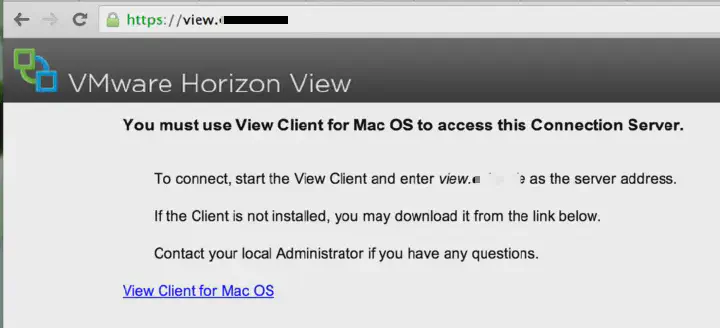 https://view.
VMware Horizon View
You must use View Client for Mac OS to access this Connection Server.
To connect, start the View Client and enter view. as the server address.
If the Client is not installed, you may download it from the link below.
Contact your local Administrator if you have any questions.
View Client for Mac OS